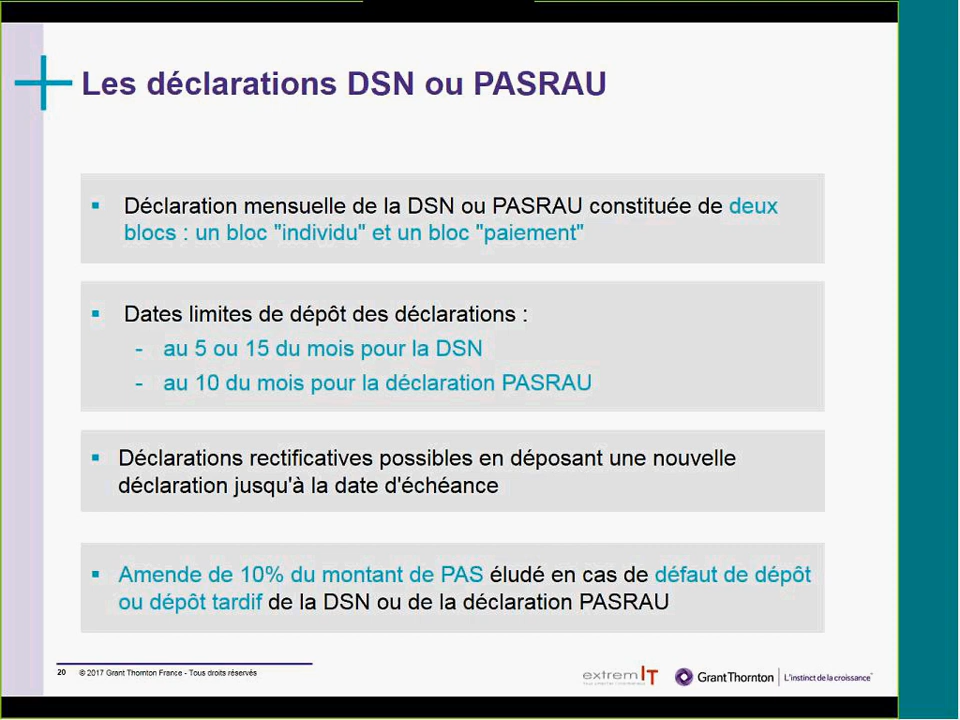 Les déclarations DSN ou PASRAU
▪ Déclaration mensuelle de la DSN ou PASRAU constituée de deux
blocs : un bloc "individu" et un bloc "paiement"
▪ Dates limites de dépôt des déclarations :
- au 5 ou 15 du mois pour la DSN
- au 10 du mois pour la déclaration PASRAU
▪ Déclarations rectificatives possibles en déposant une nouvelle
déclaration jusqu'à la date d'échéance
▪ Amende de 10% du montant de PAS éludé en cas de défaut de dépôt
ou dépôt tardif de la DSN ou de la déclaration PASRAU
20 © 2017 Grant Thornton France - Tous droits réservés
extremIT
GrantThornton
L'instinct de la croissance